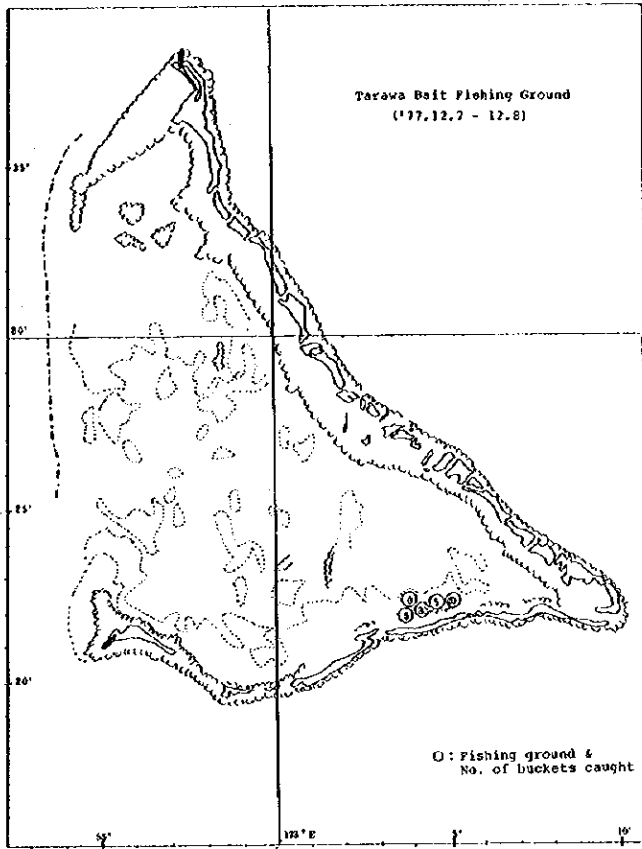 Tarawa Bait Fishing Ground
('77.12.7 - 12.8)
35'
30'
25'
20'
O: Fishing ground &
No. of buckets caught
55'
173° E
5'
10'